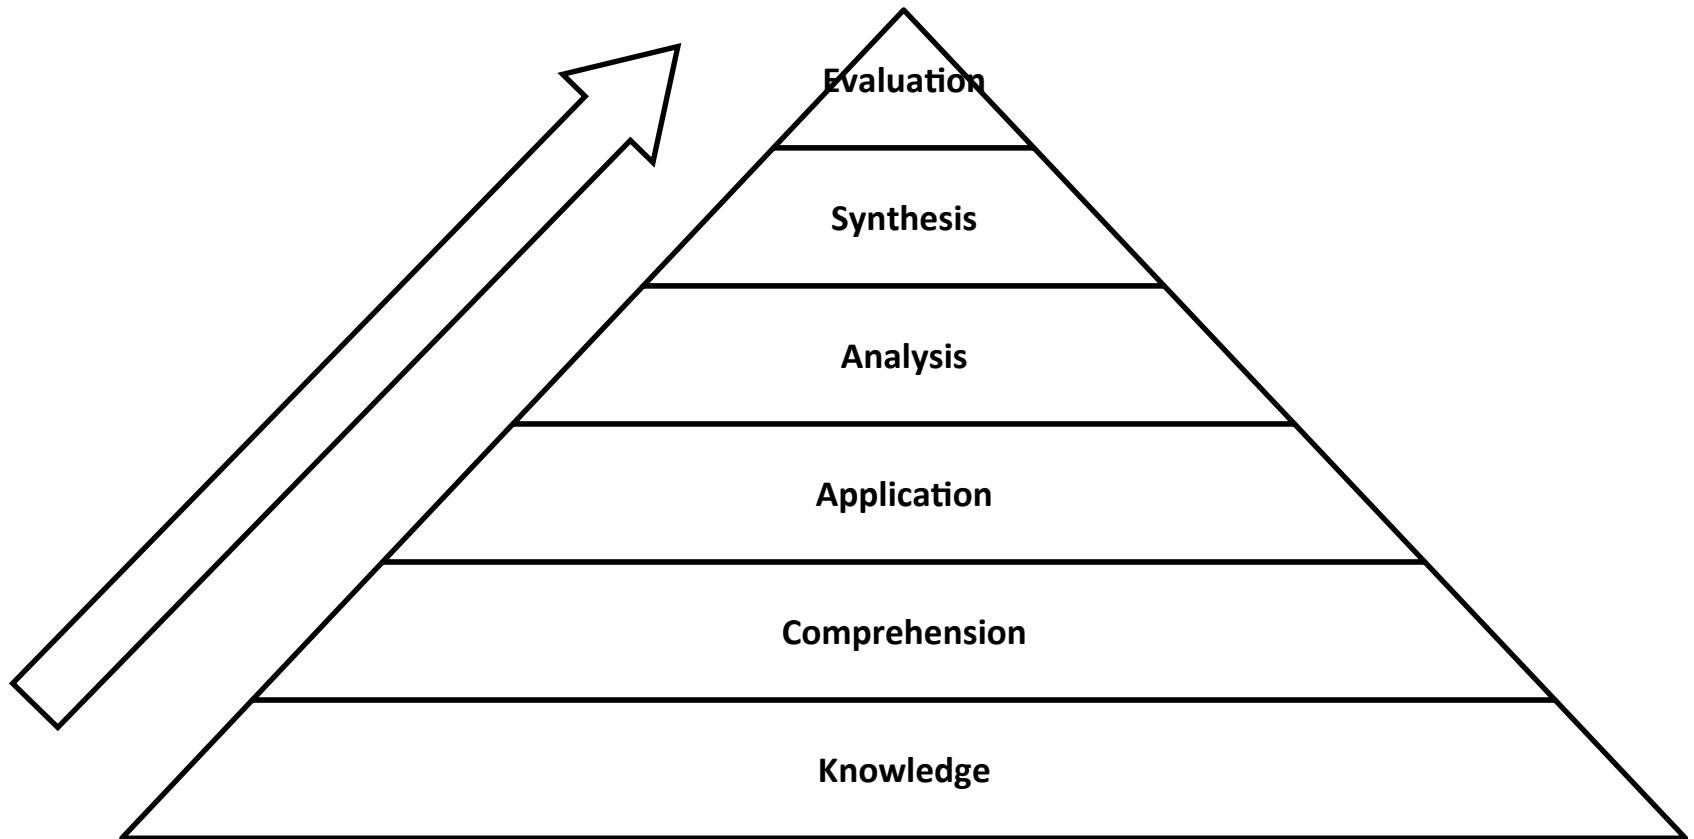 Evaluation
Synthesis
Analysis
Application
Comprehension
Knowledge